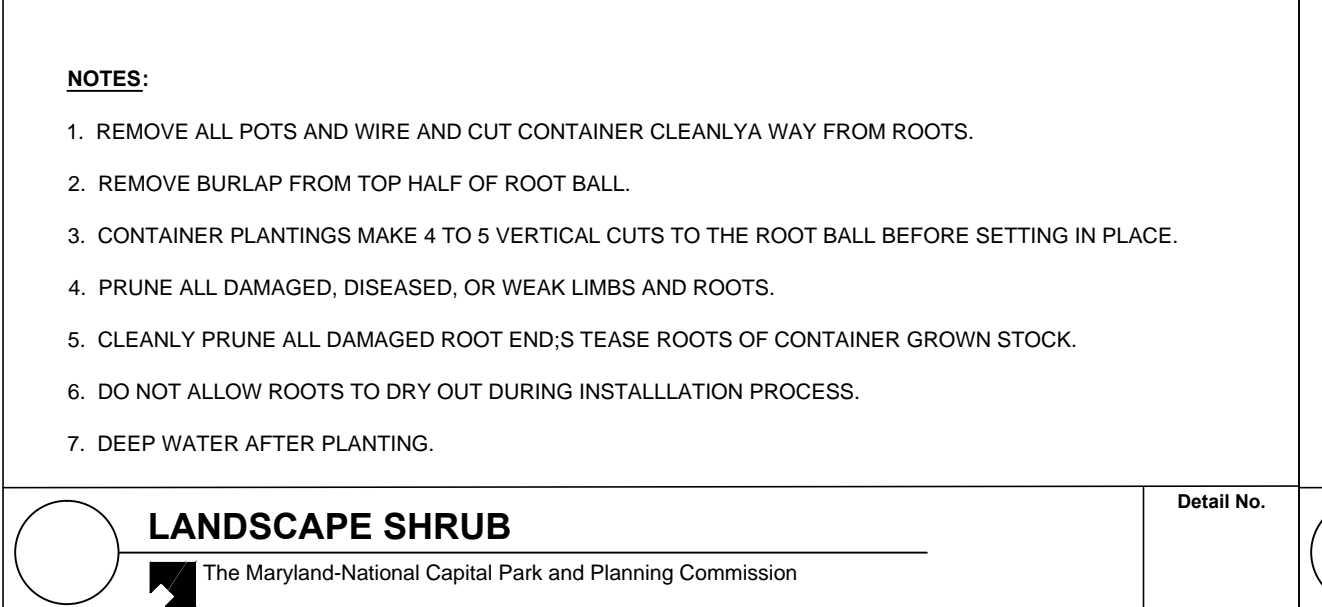 NOTES:
1. REMOVE ALL POTS AND WIRE AND CUT CONTAINER CLEANLYA WAY FROM ROOTS.
2. REMOVE BURLAP FROM TOP HALF OF ROOT BALL.
3. CONTAINER PLANTINGS MAKE 4 TO 5 VERTICAL CUTS TO THE ROOT BALL BEFORE SETTING IN PLACE.
4. PRUNE ALL DAMAGED, DISEASED, OR WEAK LIMBS AND ROOTS.
5. CLEANLY PRUNE ALL DAMAGED ROOT END;S TEASE ROOTS OF CONTAINER GROWN STOCK.
6. DO NOT ALLOW ROOTS TO DRY OUT DURING INSTALLLATION PROCESS.
7. DEEP WATER AFTER PLANTING.
LANDSCAPE SHRUB
Detail No.
The Maryland-National Capital Park and Planning Commission